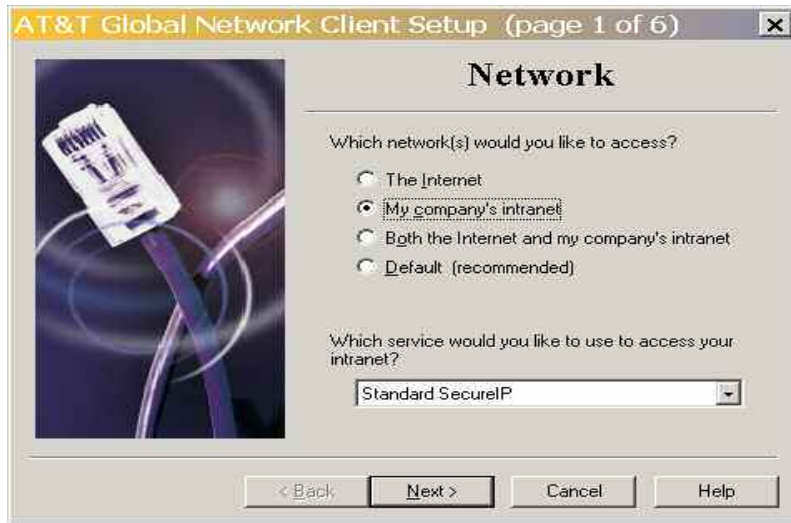 AT&T Global Network Client Setup (page 1 of 6)
Network
Which network(s) would you like to access?
The Internet
My company's intranet
Both the Internet and my company's intranet
Default (recommended)
Which service would you like to use to access your
intranet?
Standard SecureIP
< Back
Next >
Cancel
Help